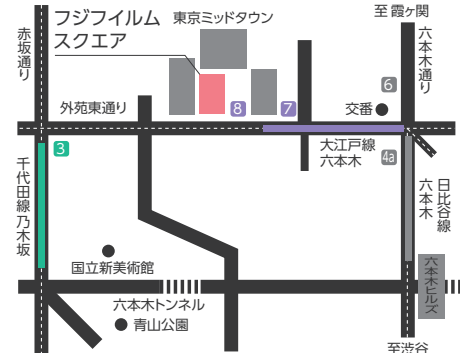 至霞ヶ関
フジフイルム
スクエア
東京ミッドタウン
赤坂通り
六本木通り
6
8
7
外苑東通り
交番
3
大江戸線
六本木
4a
千代田線 乃木坂
日比谷線
六本木
国立新美術館
六本木ヒルズ
六本木トンネル
青山公園
至渋谷